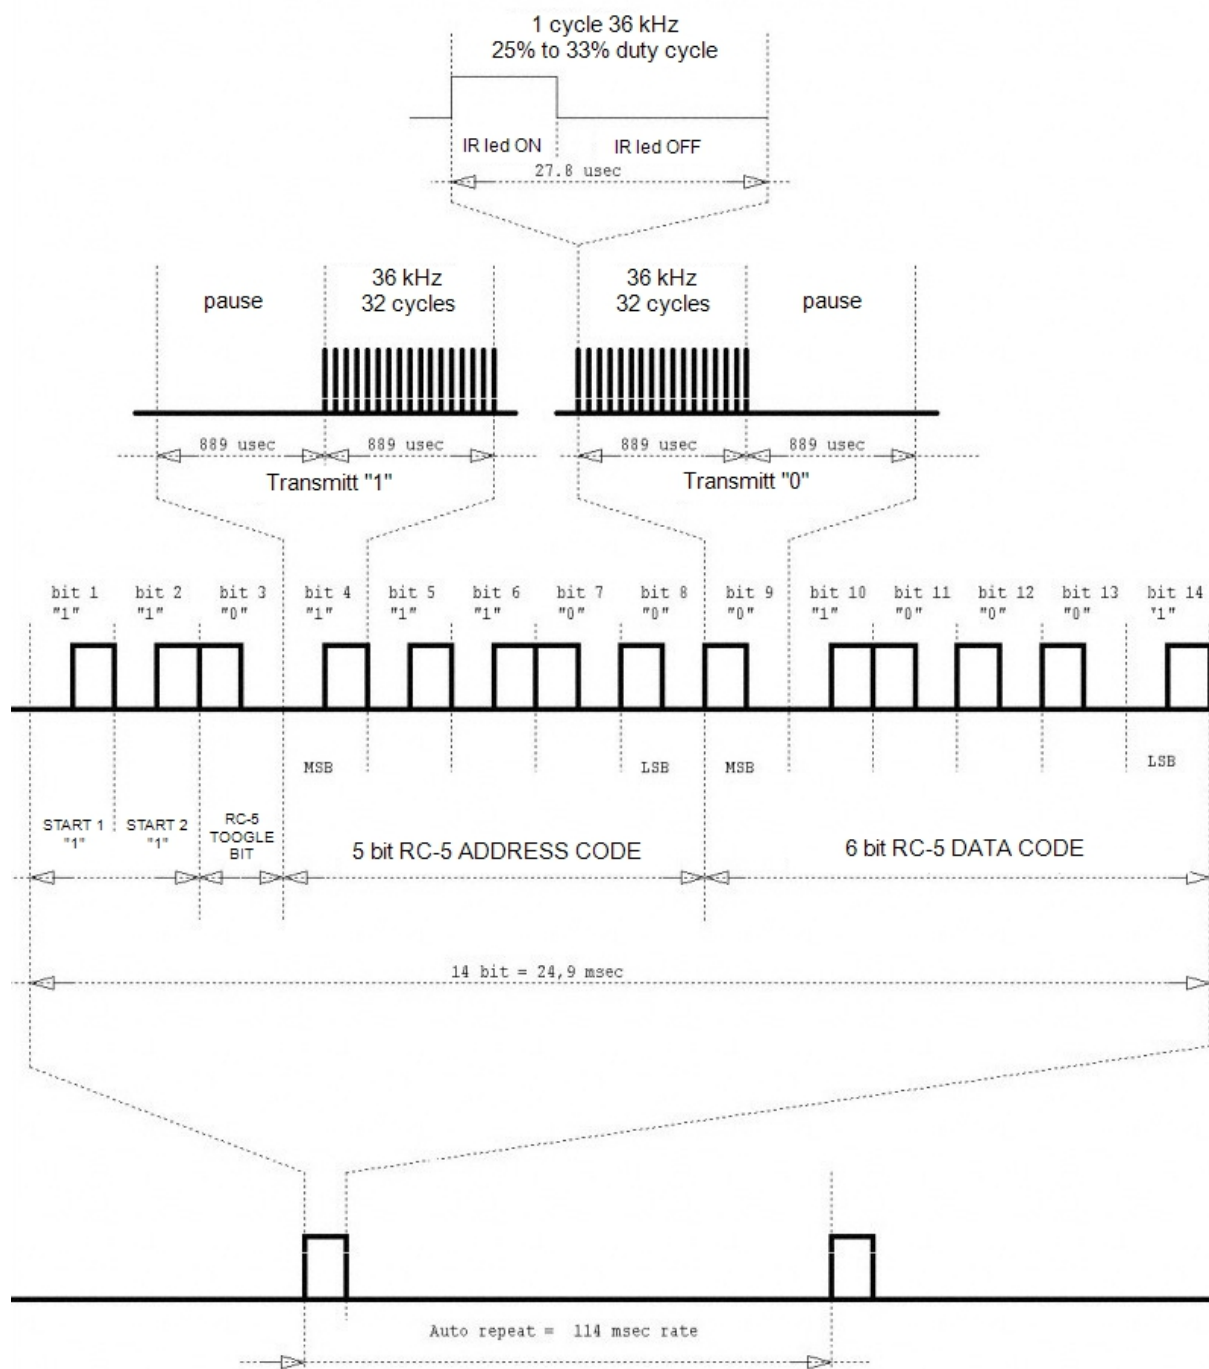 1 cycle 36 kHz
25% to 33% duty cycle
IR led ON
IR led OFF
27.8 usec
pause
36 kHz
32 cycles
36 kHz
32 cycles
pause
889 usec
889 usec
889 usec
889 usec
Transmitt "1"
Transmitt "0"
bit 1 bit 2 bit 3 bit 4 bit 5 bit 6 bit 7 bit 8 bit 9 bit 10 bit 11 bit 12 bit 13 bit 14
"1" "1" "0" "1" "1" "1" "0" "0" "0" "1" "0" "0" "0" "1"
MSB LSB MSB LSB
START 1
"1"
START 2
"1"
RC-5
TOOGLE
BIT
5 bit RC-5 ADDRESS CODE
6 bit RC-5 DATA CODE
14 bit = 24,9 msec
Auto repeat = 114 msec rate